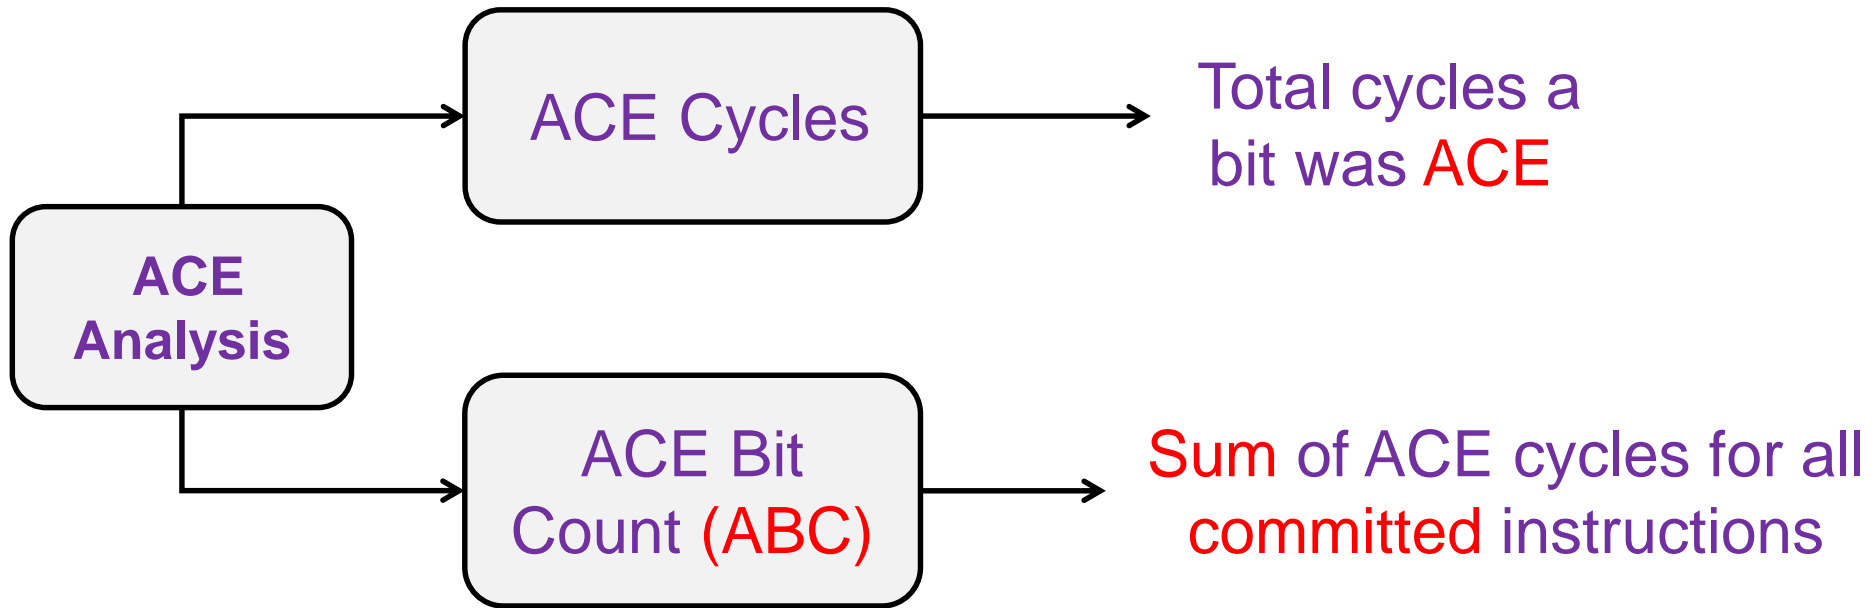 ACE
Analysis
ACE Cycles
Total cycles a
bit was ACE
ACE Bit
Count (ABC)
Sum of ACE cycles for all
committed instructions